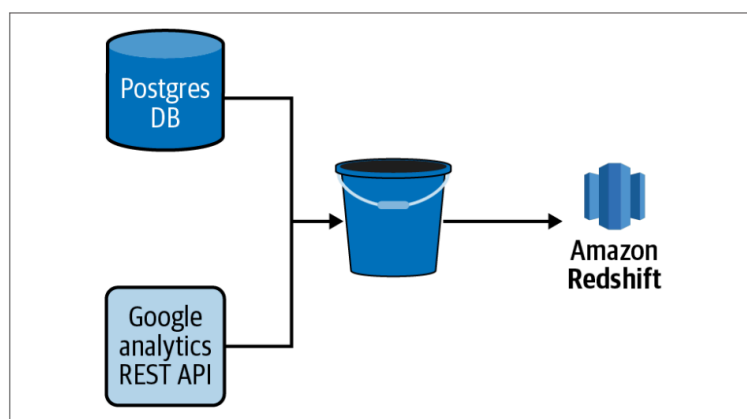 Postgres
DB
Google
analytics
REST API
Amazon
Redshift